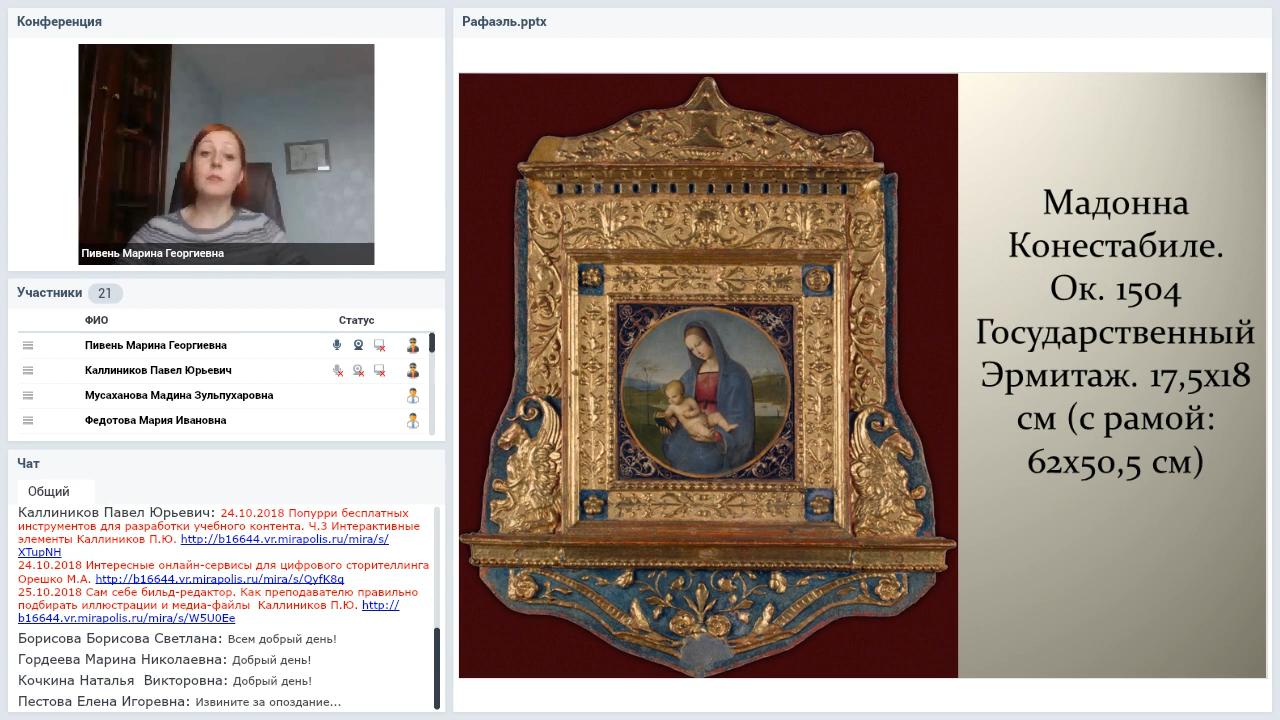 Конференция
Пивень Марина Георгиевна
Участники 21
ФИО Статус
Пивень Марина Георгиевна
Каллиников Павел Юрьевич
Мусаханова Мадина Зульпухаровна
Федотова Мария Ивановна
Чат
Общий
Каллиников Павел Юрьевич: 24.10.2018 Попурри бесплатных
инструментов для разработки учебного контента. Ч.3 Интерактивные
элементы Каллиников П.Ю. http://b16644.vr.mirapolis.ru/mira/s/
XTupNH
24.10.2018 Интересные онлайн-сервисы для цифрового сторителлинга
Орешко М.А. http://b16644.vr.mirapolis.ru/mira/s/QyfK8q
25.10.2018 Сам себе бильд-редактор. Как преподавателю правильно
подбирать иллюстрации и медиа-файлы Каллиников П.Ю. http://
b16644.vr.mirapolis.ru/mira/s/W5U0Ee
Борисова Борисова Светлана: Всем добрый день!
Гордеева Марина Николаевна: Добрый день!
Кочкина Наталья Викторовна: Добрый день!
Пестова Елена Игоревна: Извините за опоздание...
Рафаэль.pptx
Мадонна
Конестабиле.
Ок. 1504
Государственный
Эрмитаж. 17,5х18
см (с рамой:
62х50,5 см)